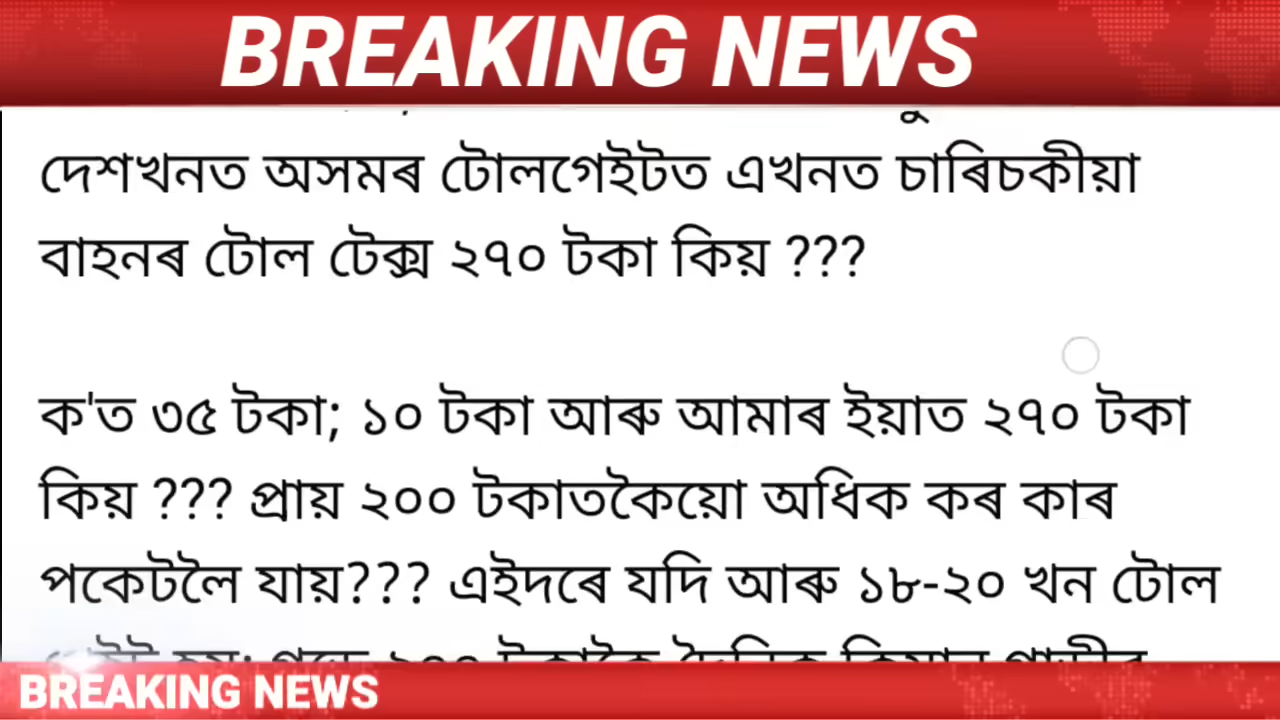 BREAKING NEWS
দেশখনত অসমৰ টোলগেইটত এখনত চাৰিচকীয়া
বাহনৰ টোল টেক্স ২৭০ টকা কিয় ???
ক'ত ৩৫ টকা; ১০ টকা আৰু আমাৰ ইয়াত ২৭০ টকা
কিয় ??? প্ৰায় ২০০ টকাতকৈয়ো অধিক কৰ কাৰ
পকেটলৈ যায়??? এইদৰে যদি আৰু ১৮-২০ খন টোল
BREAKING NEWS